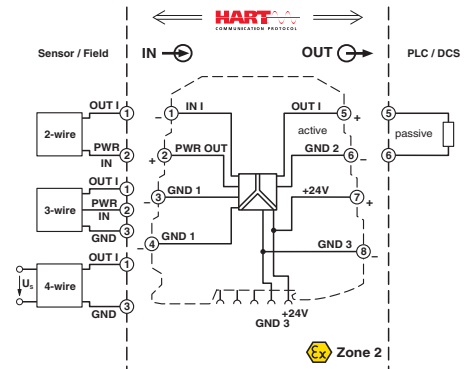 HART
COMMUNICATION PROTOCOL
Sensor / Field
IN
OUT
PLC / DCS
OUT I
1
2-wire
PWR
IN
2
OUT I
1
3-wire
PWR
IN
2
GND
3
OUT I
1
Us
4-wire
GND
3
1
IN I
−
2
PWR OUT
+
3
GND 1
−
4
GND 1
−
OUT I
5
+
active
GND 2
6
−
+24V
7
+
GND 3
8
−
+24V
GND 3
5
passive
6
Ex
Zone 2